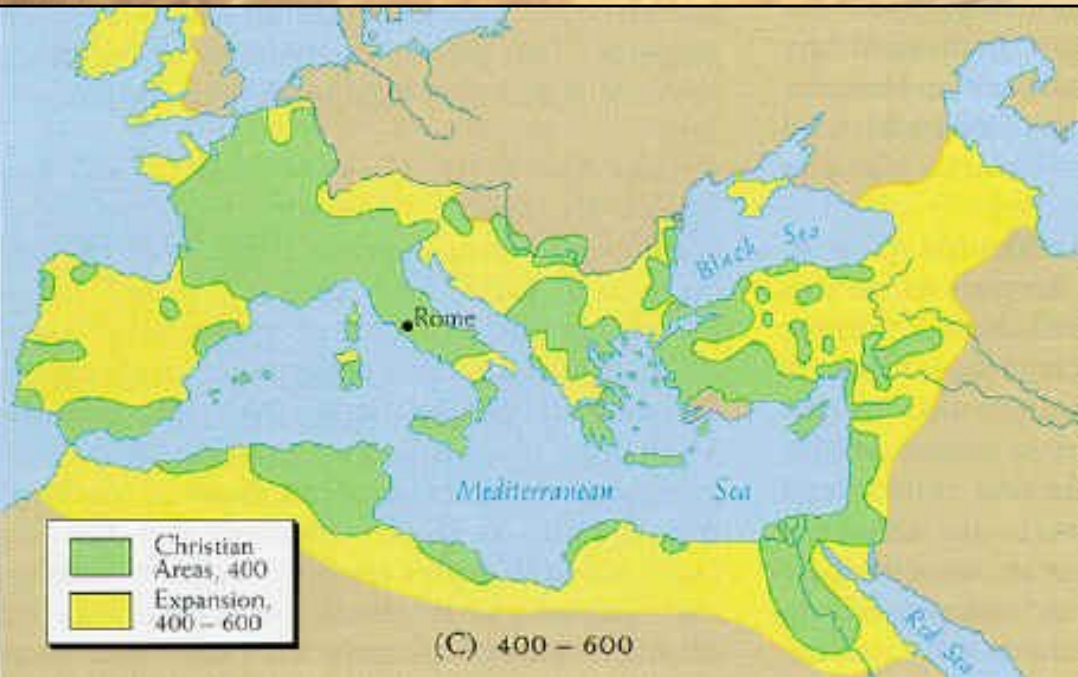 Black Sea
Rome
Mediterranean Sea
Christian
Areas, 400
Expansion,
400 – 600
(C) 400 – 600
Red Sea